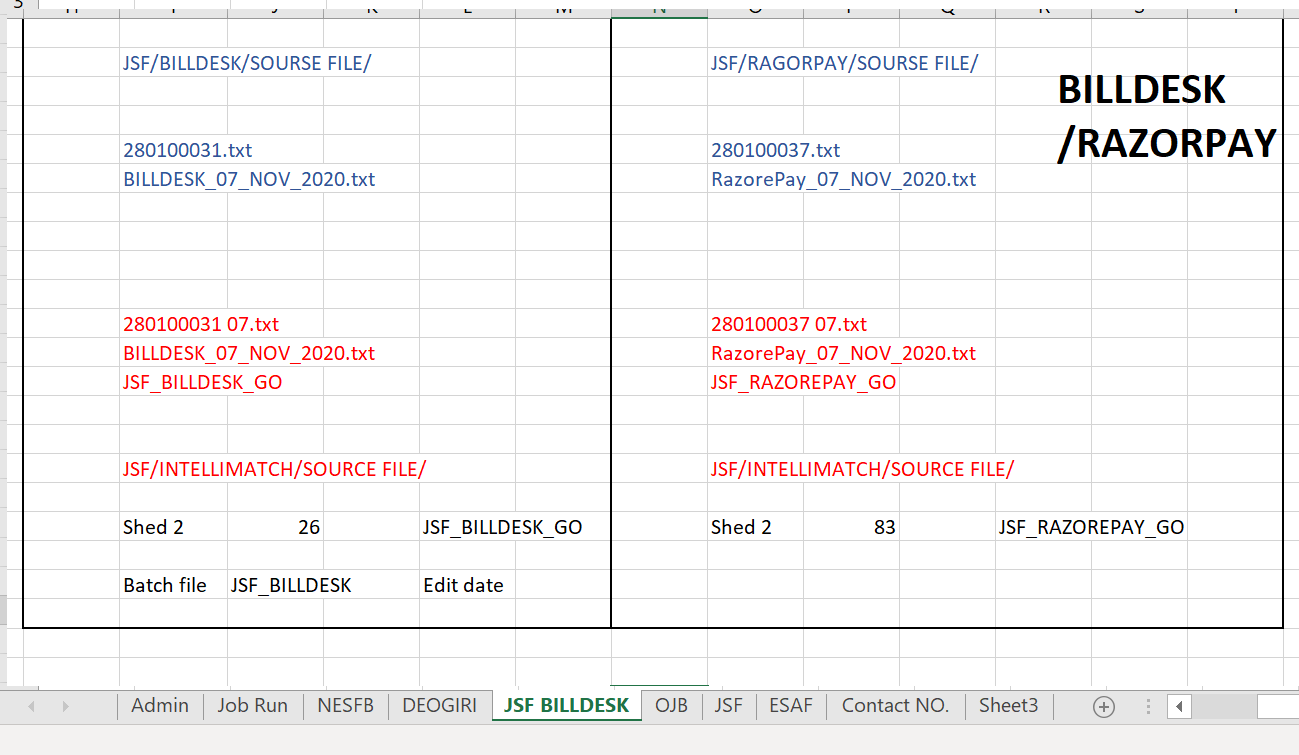 JSF/BILLDESK/SOURSE FILE/
280100031.txt
BILLDESK_07_NOV_2020.txt
280100031 07.txt
BILLDESK_07_NOV_2020.txt
JSF_BILLDESK_GO
JSF/INTELLIMATCH/SOURCE FILE/
Shed 2 26 JSF_BILLDESK_GO
Batch file JSF_BILLDESK Edit date
JSF/RAGORPAY/SOURSE FILE/
BILLDESK
/RAZORPAY
280100037.txt
RazorePay_07_NOV_2020.txt
280100037 07.txt
RazorePay_07_NOV_2020.txt
JSF_RAZOREPAY_GO
JSF/INTELLIMATCH/SOURCE FILE/
Shed 2 83 JSF_RAZOREPAY_GO
Admin Job Run NESFB DEOGIRI JSF BILLDESK OJB JSF ESAF Contact NO. Sheet3